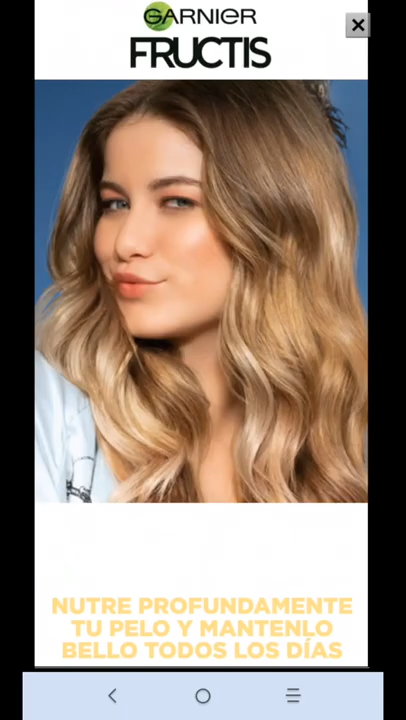 GARNIER
FRUCTIS
NUTRE PROFUNDAMENTE
TU PELO Y MANTENLO
BELLO TODOS LOS DÍAS